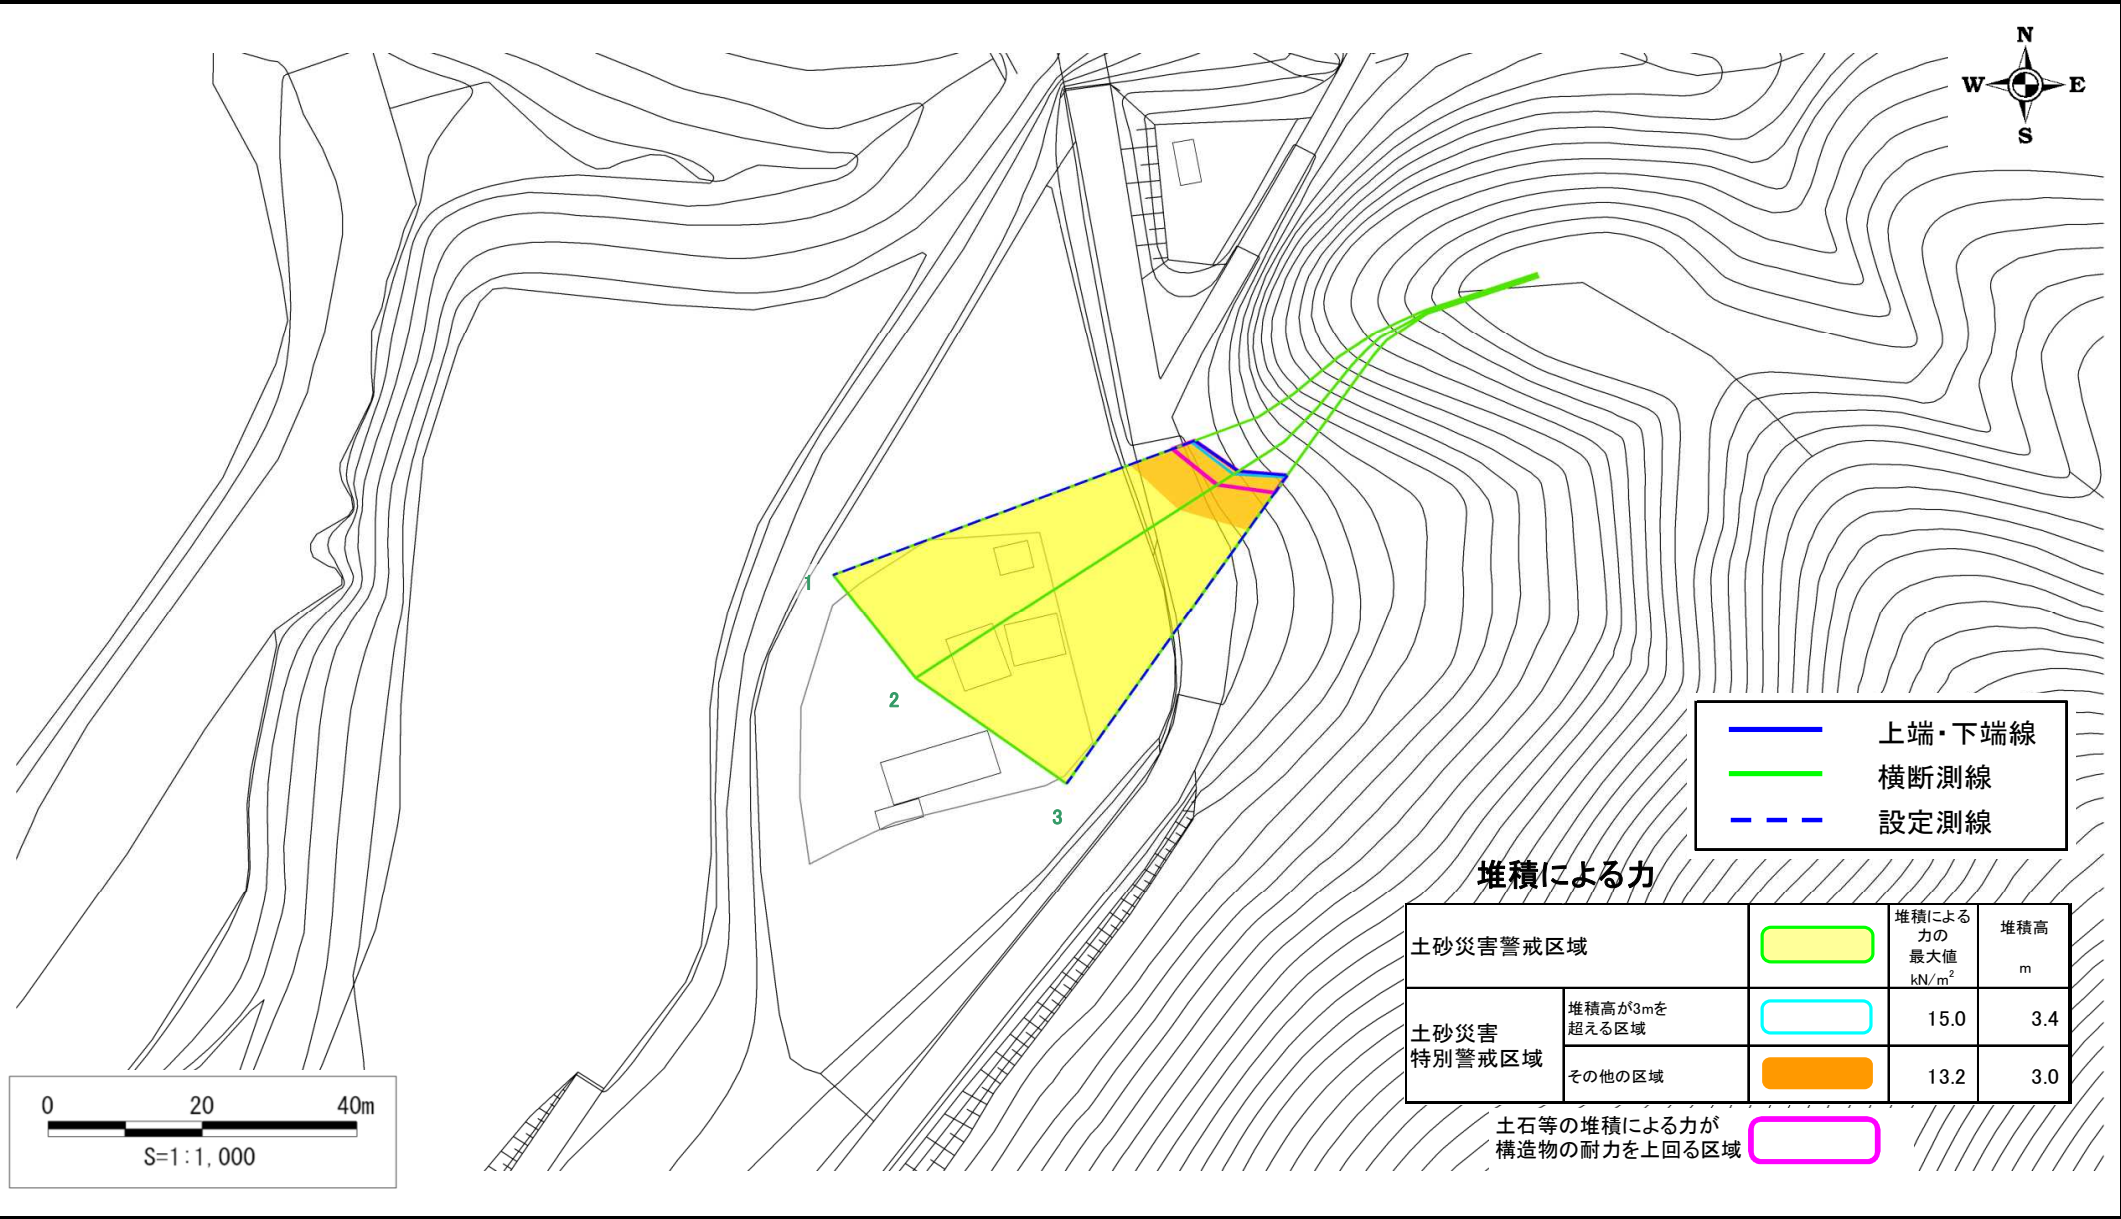 N
W E
S
1
2
3
上端・下端線
横断測線
設定測線
堆積による力
土砂災害警戒区域
堆積による
力の
最大値
kN/m²
堆積高
m
土砂災害
特別警戒区域
堆積高が3mを
超える区域
15.0
3.4
その他の区域
13.2
3.0
土石等の堆積による力が
構造物の耐力を上回る区域
0 20 40m
S=1:1,000